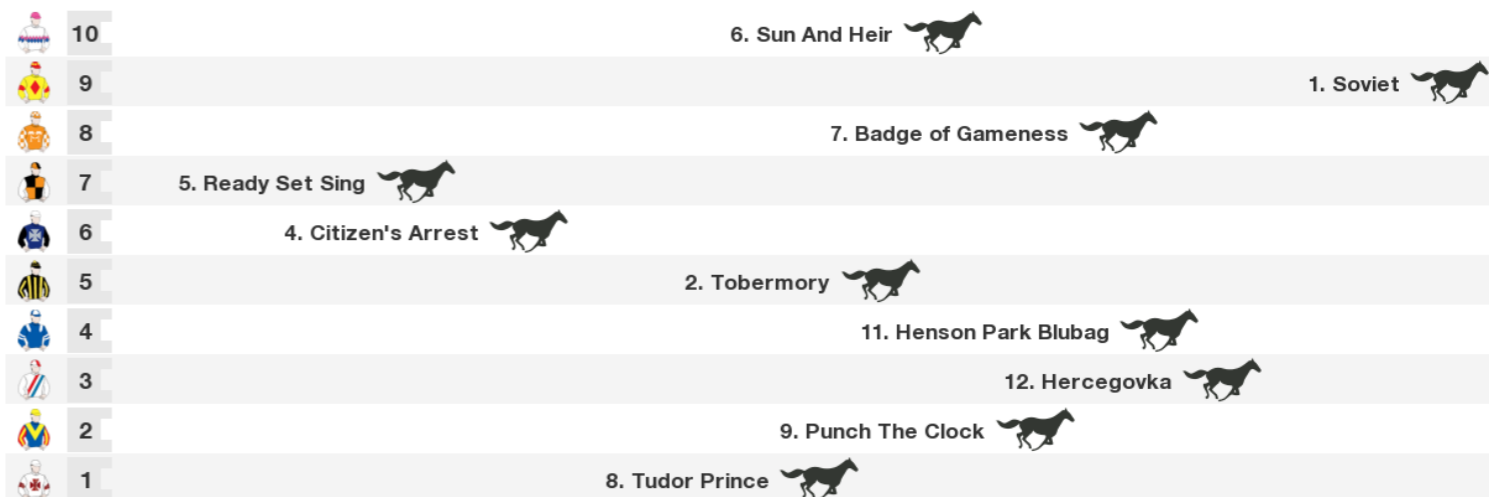 10 6. Sun And Heir
9 1. Soviet
8 7. Badge of Gameness
7 5. Ready Set Sing
6 4. Citizen's Arrest
5 2. Tobermory
4 11. Henson Park Blubag
3 12. Hercegovka
2 9. Punch The Clock
1 8. Tudor Prince